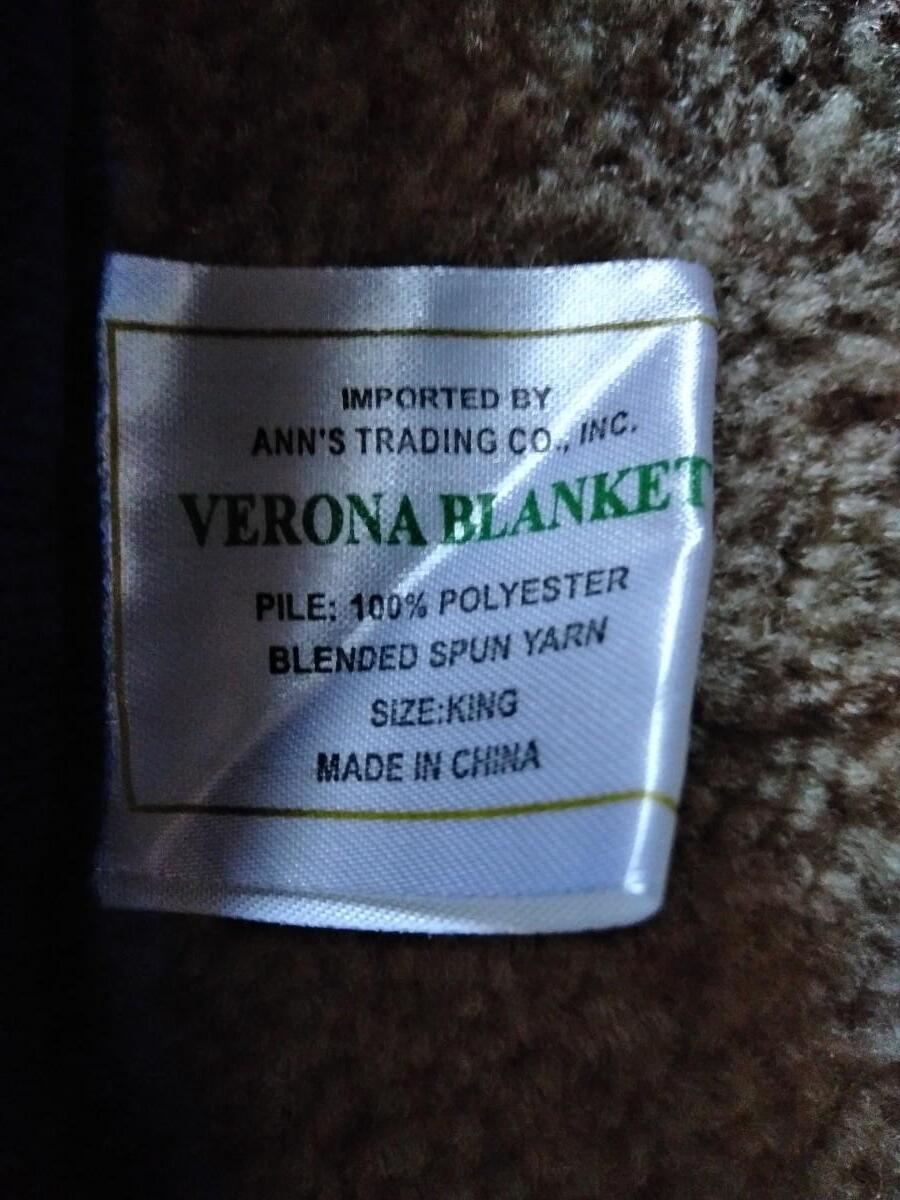 IMPORTED BY
ANN'S TRADING CO., INC.
VERONA BLANKET
PILE: 100% POLYESTER
BLENDED SPUN YARN
SIZE:KING
MADE IN CHINA